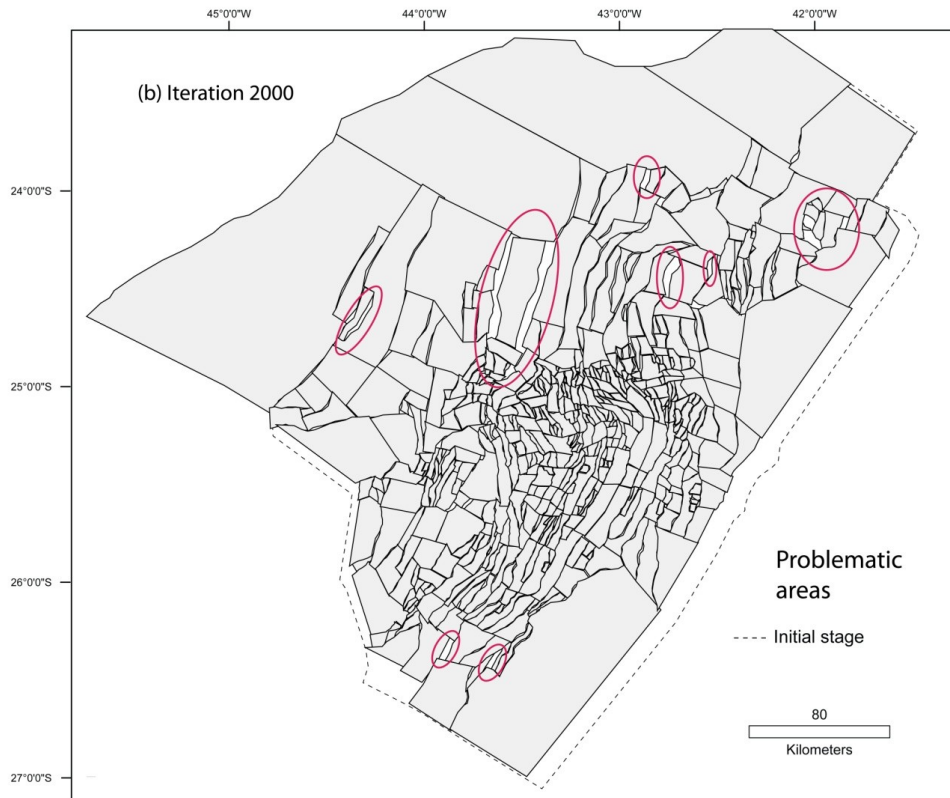 45°0'0"W
44°0'0"W
43°0'0"W
42°0'0"W
(b) Iteration 2000
24°0'0"S
25°0'0"S
26°0'0"S
27°0'0"S
Problematic
areas
Initial stage
80
Kilometers